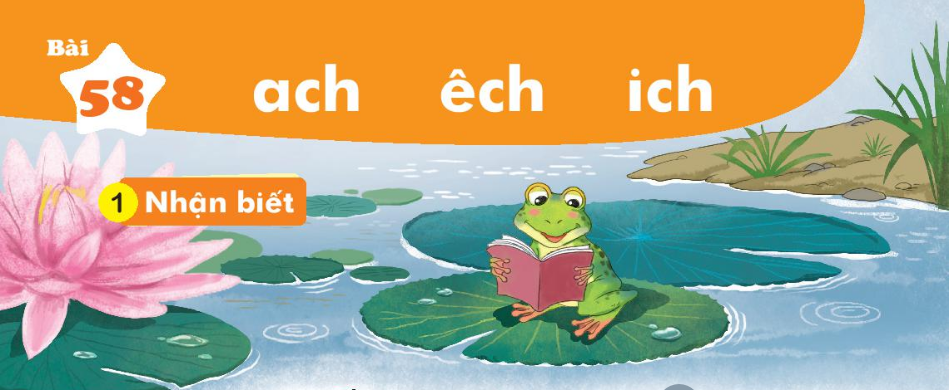 Bài
58
ach êch ich
1 Nhận biết